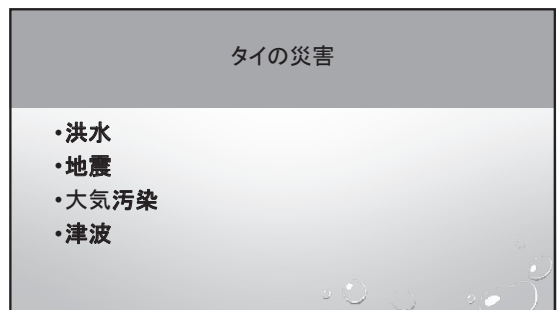 タイの災害
・洪水
・地震
・大気汚染
・津波